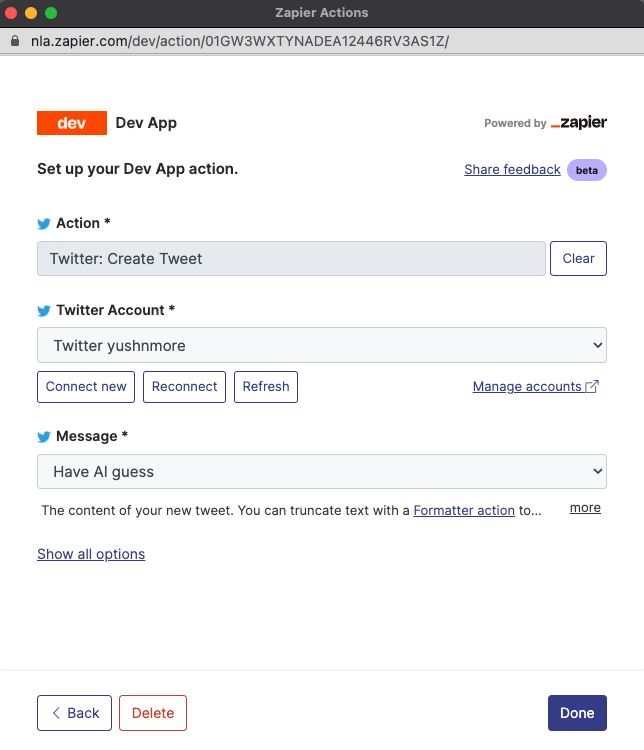 Zapier Actions
nla.zapier.com/dev/action/01GW3WXTYNADEA12446RV3AS1Z/
dev Dev App Powered by zapier
Set up your Dev App action. Share feedback beta
Action *
Twitter: Create Tweet Clear
Twitter Account *
Twitter yushnmore
Connect new Reconnect Refresh Manage accounts
Message *
Have AI guess
The content of your new tweet. You can truncate text with a Formatter action to... more
Show all options
Back Delete Done